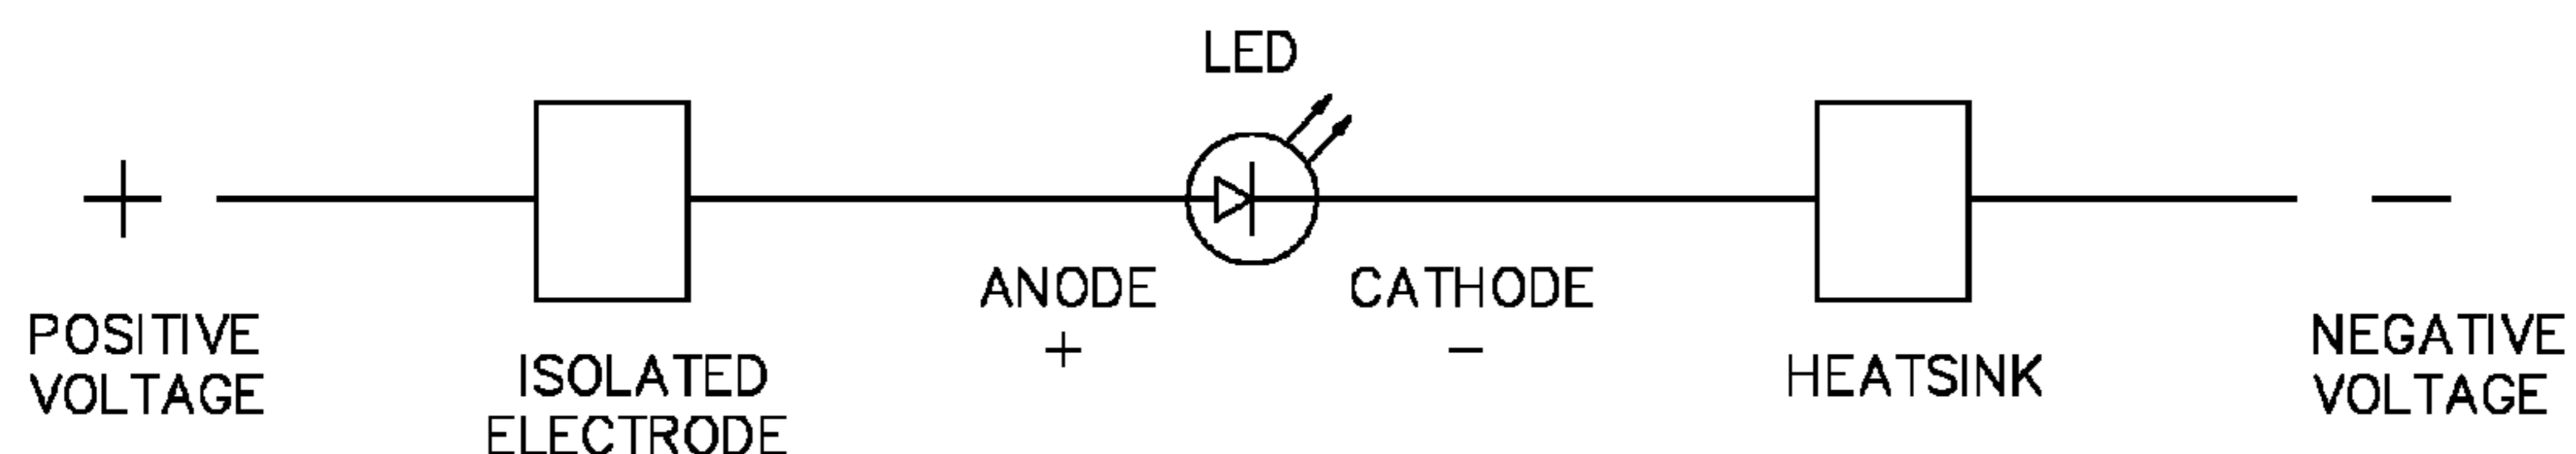 LED
+
-
ANODE
+
CATHODE
-
POSITIVE
VOLTAGE
ISOLATED
ELECTRODE
HEATSINK
NEGATIVE
VOLTAGE